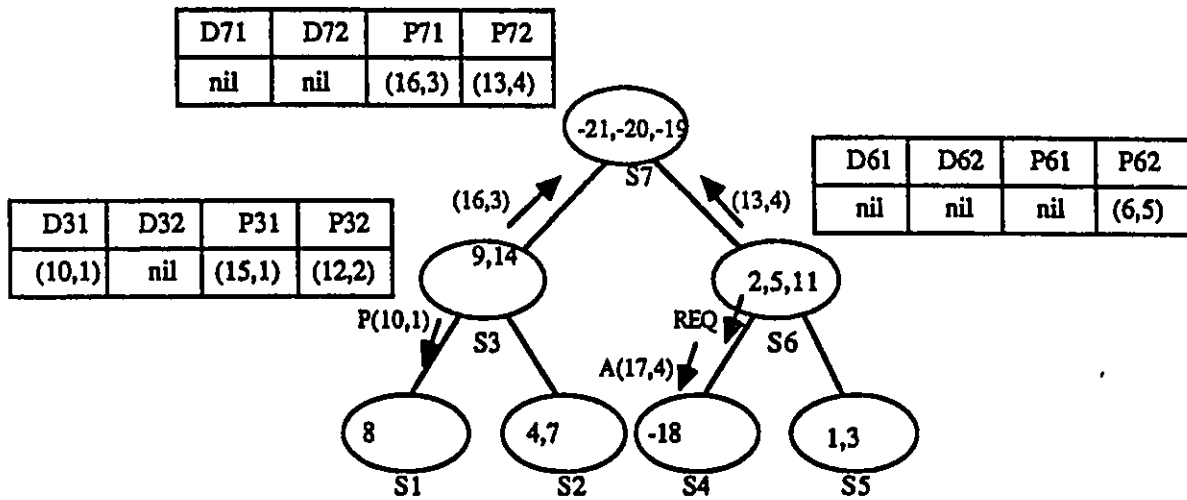 D71 D72 P71 P72
nil nil (16,3) (13,4)
-21,-20,-19
S7
D61 D62 P61 P62
nil nil nil (6,5)
(16,3)
(13,4)
D31 D32 P31 P32
(10,1) nil (15,1) (12,2)
9,14
2,5,11
P(10,1)
S3
REQ
S6
A(17,4)
8
4,7
-18
1,3
S1
S2
S4
S5